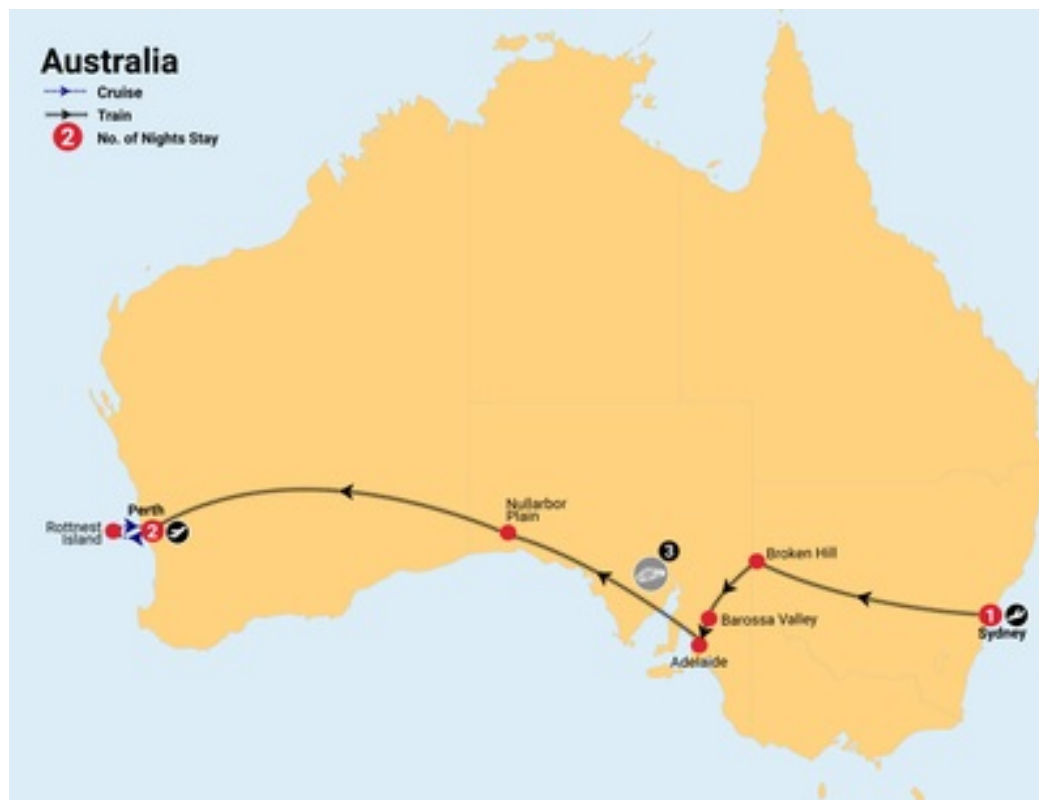 Australia
Cruise
Train
2 No. of Nights Stay
Nullarbor
Plain
Perth
Rottnest
Island
2
3
Broken Hill
Barossa Valley
1
Sydney
Adelaide